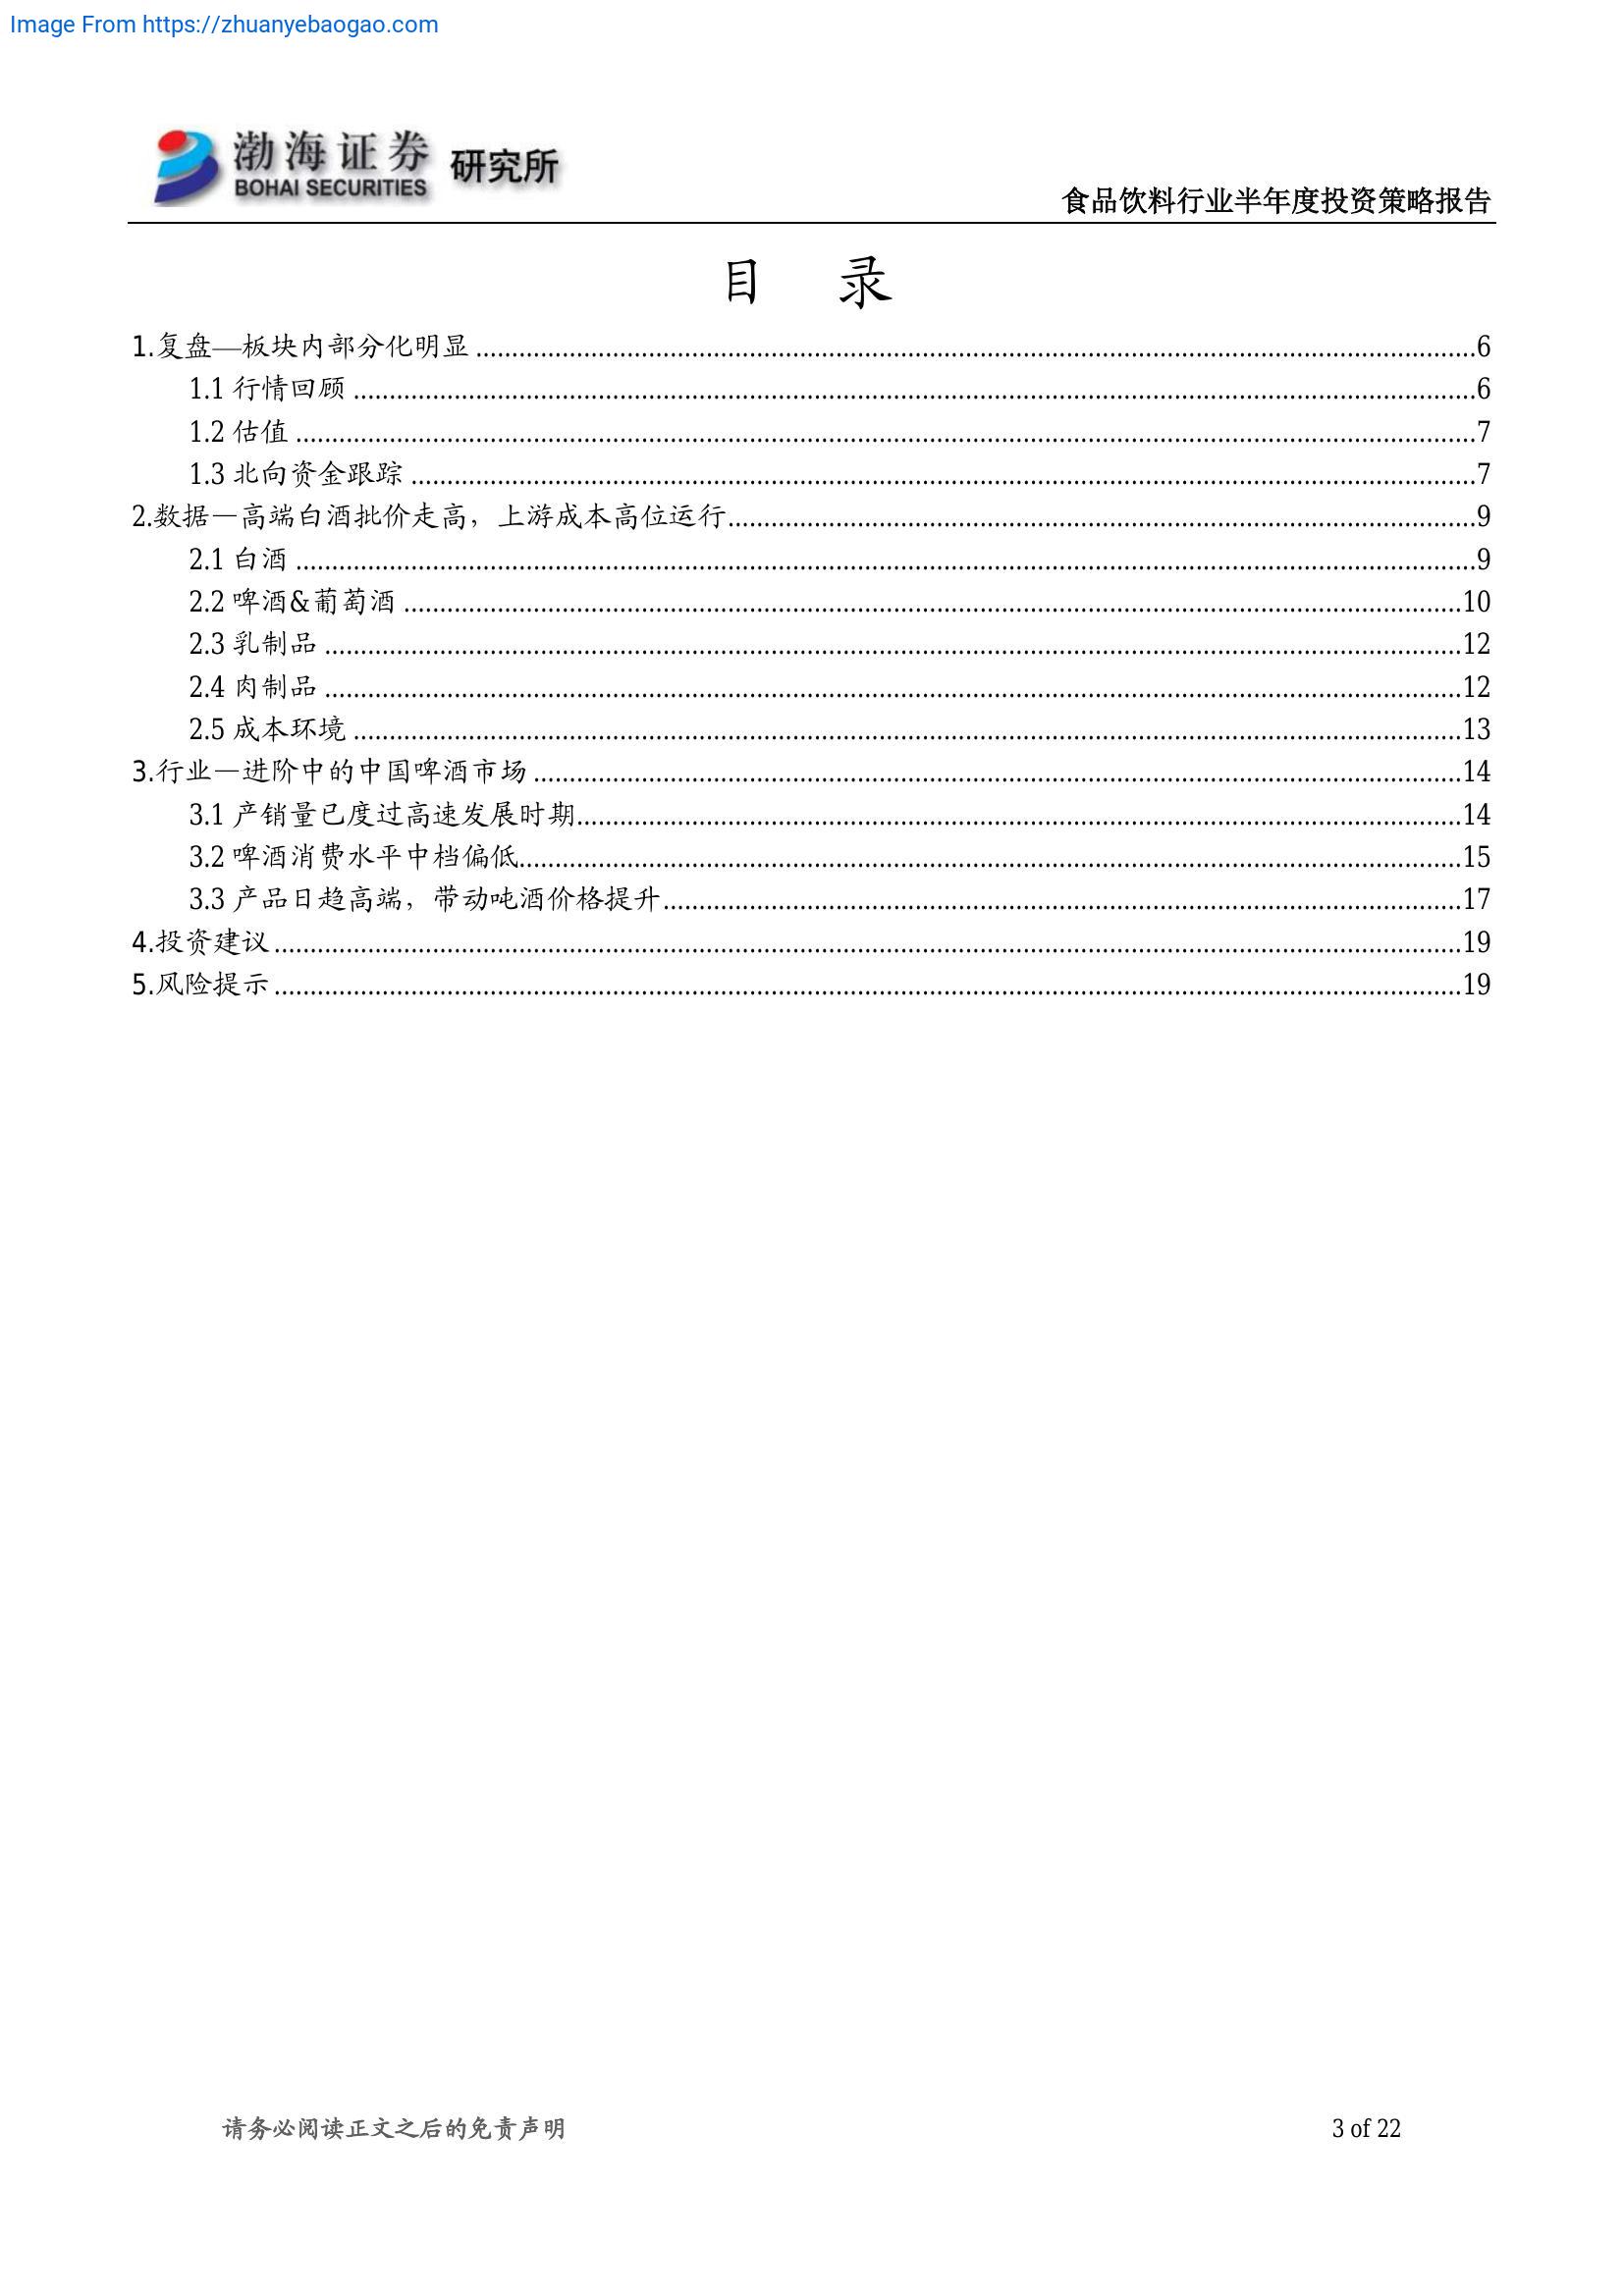 Image From https://zhuanyebaogao.com
渤海证券 研究所
BOHAI SECURITIES
食品饮料行业半年度投资策略报告
目 录
1.复盘—板块内部分化明显 ........................................ 6
1.1 行情回顾 ........................................ 6
1.2 估值 ........................................ 7
1.3 北向资金跟踪 ........................................ 7
2.数据—高端白酒批价走高，上游成本高位运行 ........................................ 9
2.1 白酒 ........................................ 9
2.2 啤酒&葡萄酒 ........................................ 10
2.3 乳制品 ........................................ 12
2.4 肉制品 ........................................ 12
2.5 成本环境 ........................................ 13
3.行业—进阶中的中国啤酒市场 ........................................ 14
3.1 产销量已度过高速发展时期 ........................................ 14
3.2 啤酒消费水平中档偏低 ........................................ 15
3.3 产品日趋高端，带动吨酒价格提升 ........................................ 17
4.投资建议 ........................................ 19
5.风险提示 ........................................ 19
请务必阅读正文之后的免责声明
3 of 22